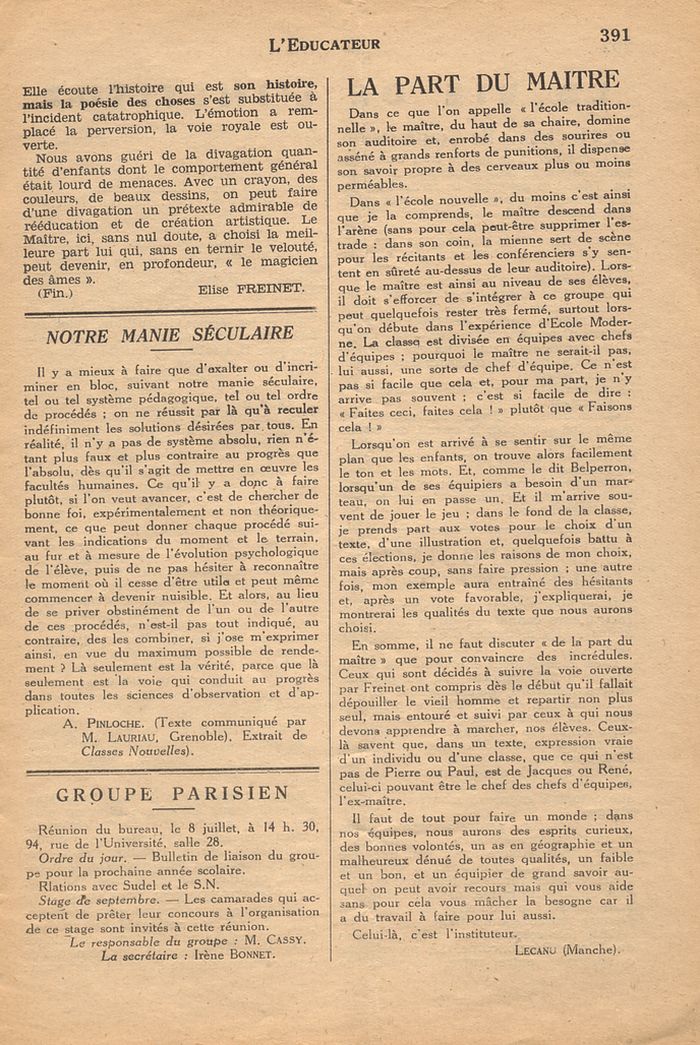 L'EDUCATEUR
391
Elle écoute l'histoire qui est son histoire,
mais la poésie des choses s'est substituée à
l'incident catatrophique. L'émotion a rem-
placé la perversion, la voie royale est ou-
verte.
Nous avons guéri de la divagation quan-
tité d'enfants dont le comportement général
était lourd de menaces. Avec un crayon, des
couleurs, de beaux dessins, on peut faire
d'une divagation un prétexte admirable de
rééducation et de création artistique. Le
Maître, ici, sans nul doute, a choisi la meil-
leure part lui qui, sans en ternir le velouté,
peut devenir, en profondeur, « le magicien
des âmes ».
(Fin.) Elise FREINET.
NOTRE MANIE SÉCULAIRE
Il y a mieux à faire que d'exalter ou d'incri-
miner en bloc, suivant notre manie séculaire,
tel ou tel système pédagogique, tel ou tel ordre
de procédés ; on ne réussit par là qu'à reculer
indéfiniment les solutions désirées par tous. En
réalité, il n'y a pas de système absolu, rien n'é-
tant plus faux et plus contraire au progrès que
l'absolu, dès qu'il s'agit de mettre en œuvre les
facultés humaines. Ce qu'il y a donc à faire
plutôt, si l'on veut avancer, c'est de chercher de
bonne foi, expérimentalement et non théorique-
ment, ce que peut donner chaque procédé sui-
vant les indications du moment et le terrain,
au fur et à mesure de l'évolution psychologique
de l'élève, puis de ne pas hésiter à reconnaître
le moment où il cesse d'être utile et peut même
commencer à devenir nuisible. Et alors, au lieu
de se priver obstinément de l'un ou de l'autre
de ces procédés, n'est-il pas tout indiqué, au
contraire, des les combiner, si j'ose m'exprimer
ainsi, en vue du maximum possible de rende-
ment ? Là seulement est la vérité, parce que là
seulement est la voie qui conduit au progrès
dans toutes les sciences d'observation et d'ap-
plication.
A. PINLOCHE. (Texte communiqué par
M. LAURIAU, Grenoble). Extrait de
Classes Nouvelles).
GROUPE PARISIEN
Réunion du bureau, le 8 juillet, à 14 h. 30,
94, rue de l'Université, salle 28.
Ordre du jour. — Bulletin de liaison du grou-
pe pour la prochaine année scolaire.
Rlations avec Sudel et le S.N.
Stage de septembre. — Les camarades qui ac-
ceptent de prêter leur concours à l'organisation
de ce stage sont invités à cette réunion.
Le responsable du groupe : M. CASSY.
La secrétaire : Irène BONNET.
LA PART DU MAITRE
Dans ce que l'on appelle « l'école tradition-
nelle », le maître, du haut de sa chaire, domine
son auditoire et, enrobé dans des sourires ou
asséné à grands renforts de punitions, il dispense
son savoir propre à des cerveaux plus ou moins
perméables.
Dans « l'école nouvelle », du moins c'est ainsi
que je la comprends, le maître descend dans
l'arène (sans pour cela peut-être supprimer l'es-
trade : dans son coin, la mienne sert de scène
pour les récitants et les conférenciers s'y sen-
tent en sûreté au-dessus de leur auditoire). Lors-
que le maître est ainsi au niveau de ses élèves,
il doit s'efforcer de s'intégrer à ce groupe qui
peut quelquefois rester très fermé, surtout lors-
qu'on débute dans l'expérience d'Ecole Moder-
ne. La classe est divisée en équipes avec chefs
d'équipes ; pourquoi le maître ne serait-il pas,
lui aussi, une sorte de chef d'équipe. Ce n'est
pas si facile que cela et, pour ma part, je n'y
arrive pas souvent ; c'est si facile de dire :
« Faites ceci, faites cela ! » plutôt que « Faisons
cela ! »
Lorsqu'on est arrivé à se sentir sur le même
plan que les enfants, on trouve alors facilement
le ton et les mots. Et, comme le dit Belperron,
lorsqu'un de ses équipiers a besoin d'un mar-
teau, on lui en passe un. Et il m'arrive sou-
vent de jouer le jeu ; dans le fond de la classe,
je prends part aux votes pour le choix d'un
texte, d'une illustration et, quelquefois battu à
ces élections, je donne les raisons de mon choix,
mais après coup, sans faire pression ; une autre
fois, mon exemple aura entraîné des hésitants
et, après un vote favorable, j'expliquerai, je
montrerai les qualités du texte que nous aurons
choisi.
En somme, il ne faut discuter « de la part du
maître » que pour convaincre des incrédules.
Ceux qui sont décidés à suivre la voie ouverte
par Freinet ont compris dès le début qu'il fallait
dépouiller le vieil homme et repartir non plus
seul, mais entouré et suivi par ceux à qui nous
devons apprendre à marcher, nos élèves. Ceux-
là savent que, dans un texte, expression vraie
d'un individu ou d'une classe, que ce qui n'est
pas de Pierre ou Paul, est de Jacques ou René,
celui-ci pouvant être le chef des chefs d'équipes,
l'ex-maître.
Il faut de tout pour faire un monde ; dans
nos équipes, nous aurons des esprits curieux,
des bonnes volontés, un as en géographie et un
malheureux dénué de toutes qualités, un faible
et un bon, et un équipier de grand savoir au-
quel on peut avoir recours mais qui vous aide
sans pour cela vous mâcher la besogne car il
a du travail à faire pour lui aussi.
Celui-là, c'est l'instituteur.
LECANU (Manche).